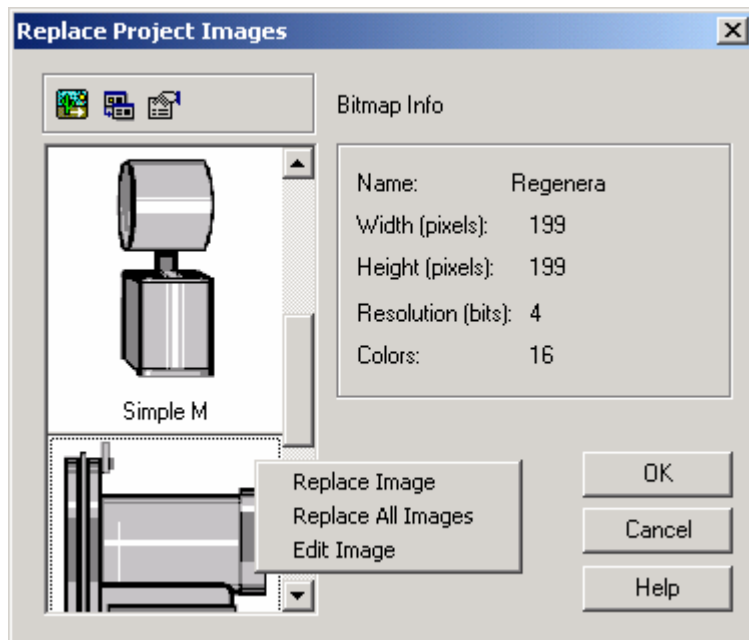 Replace Project Images
Bitmap Info
Name: Regenera
Width (pixels): 199
Height (pixels): 199
Resolution (bits): 4
Colors: 16
Simple M
Replace Image
Replace All Images
Edit Image
OK
Cancel
Help